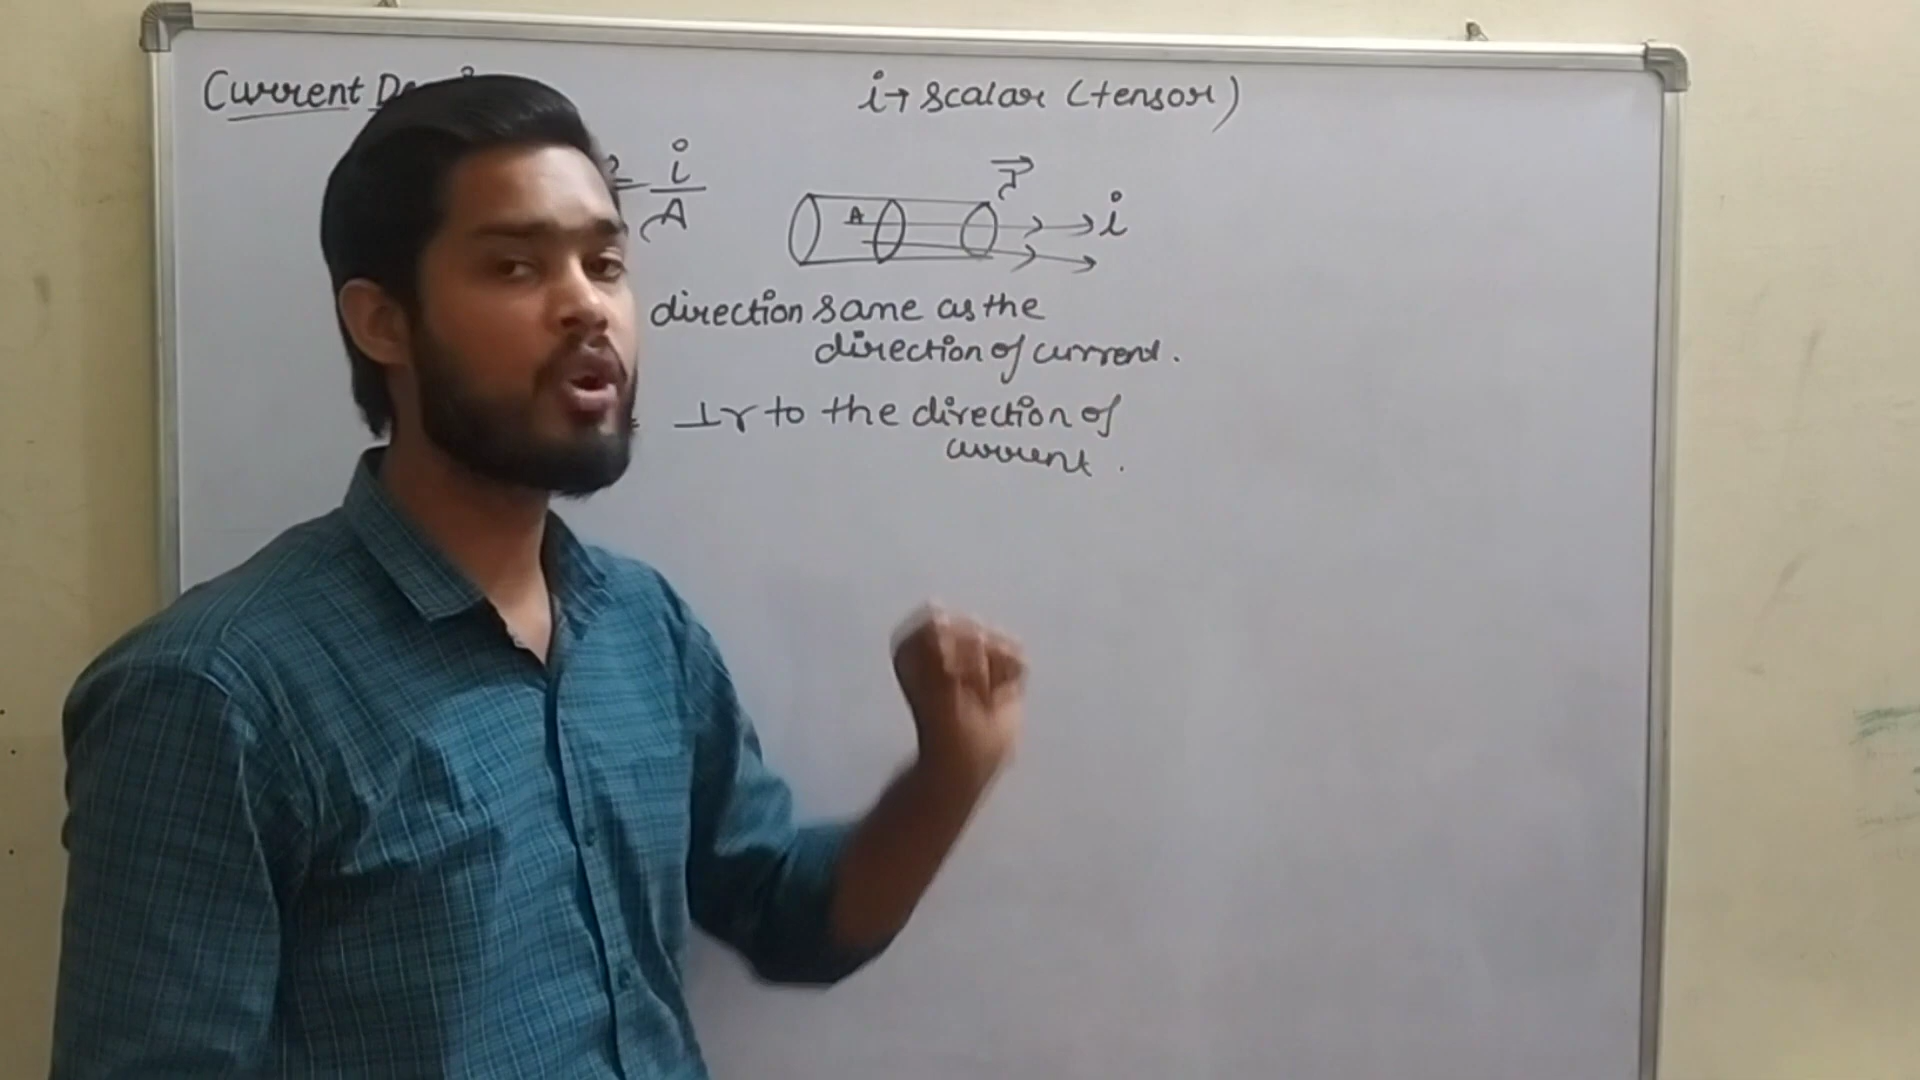 Current
i → scalar (tensor)
= i/A
J⃗
A
i
direction same as the
direction of current.
⊥r to the direction of
current.